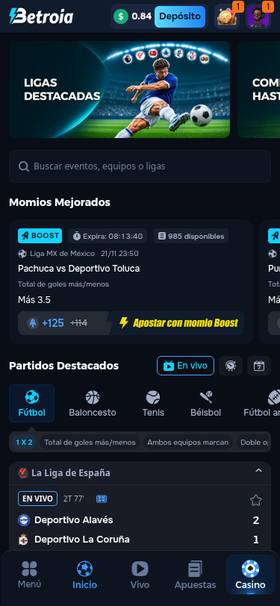 Betroia
$ 0.84 Depósito
1
1
LIGAS
DESTACADAS
COM
HAST
Buscar eventos, equipos o ligas
Momios Mejorados
BOOST Expira: 08:13:40 985 disponibles
Liga MX de México 21/11 23:50
Pachuca vs Deportivo Toluca
Total de goles más/menos
Más 3.5
+125 +114 Apostar con momio Boost
Partidos Destacados En vivo 7
Fútbol Baloncesto Tenis Béisbol Fútbol am
1 X 2 Total de goles más/menos Ambos equipos marcan Doble o
La Liga de España
EN VIVO 2T 77'
Deportivo Alavés 2
Deportivo La Coruña 1
Menú Inicio Vivo Apuestas Casino